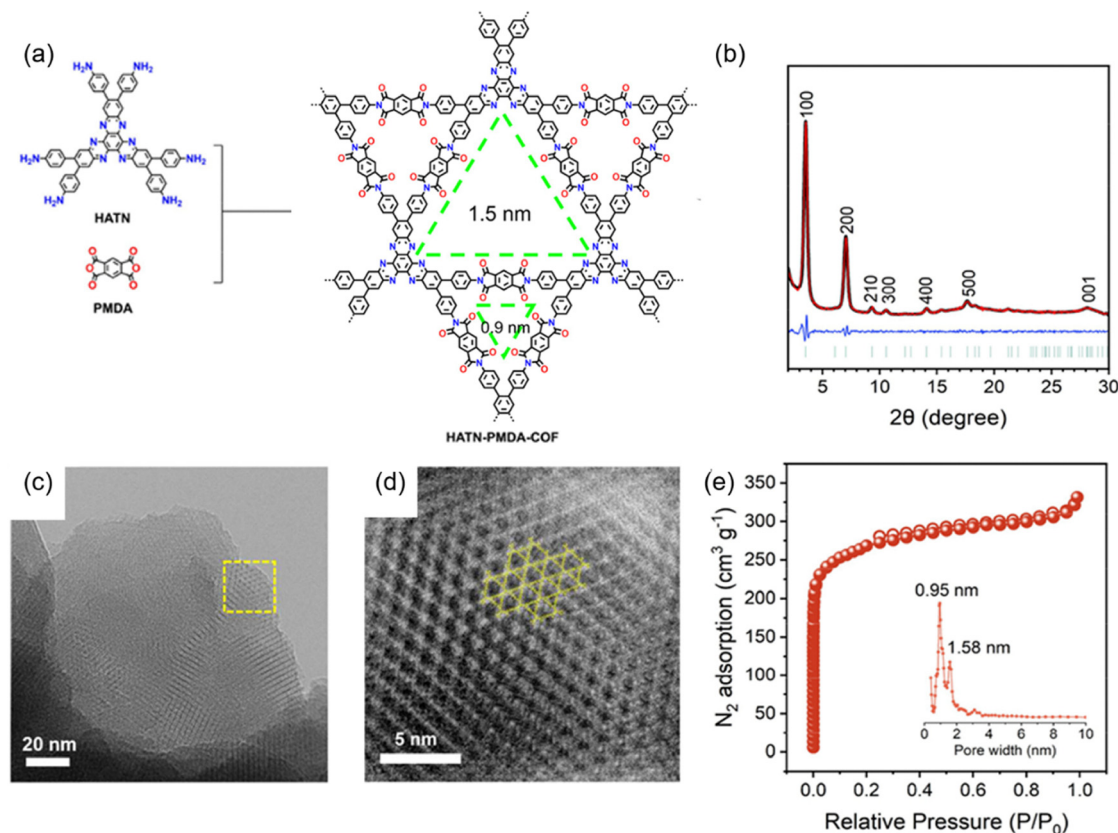 (a)
NH₂
H₂N
H₂N
NH₂
H₂N
NH₂
N
N
N
N
N
N
HATN
O
O
O
O
O
O
PMDA
1.5 nm
0.9 nm
HATN-PMDA-COF
(b)
100
200
210
300
400
500
001
5
10
15
20
25
30
2θ (degree)
(c)
20 nm
(d)
5 nm
(e)
N₂ adsorption (cm³ g⁻¹)
350
300
250
200
150
100
50
0
0.95 nm
1.58 nm
0
2
4
6
8
10
Pore width (nm)
0.0
0.2
0.4
0.6
0.8
1.0
Relative Pressure (P/P₀)